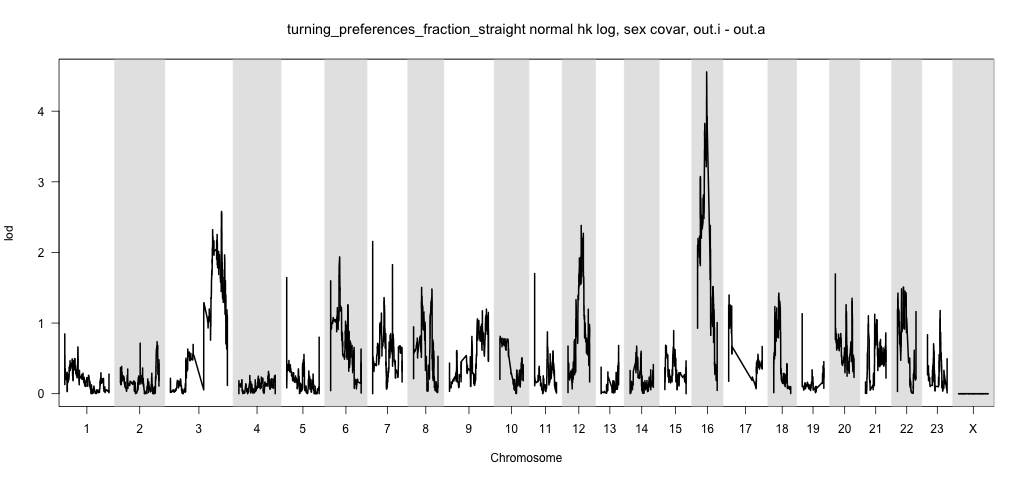 turning_preferences_fraction_straight normal hk log, sex covar, out.i - out.a
lod
4
3
2
1
0
1 2 3 4 5 6 7 8 9 10 11 12 13 14 15 16 17 18 19 20 21 22 23 X
Chromosome